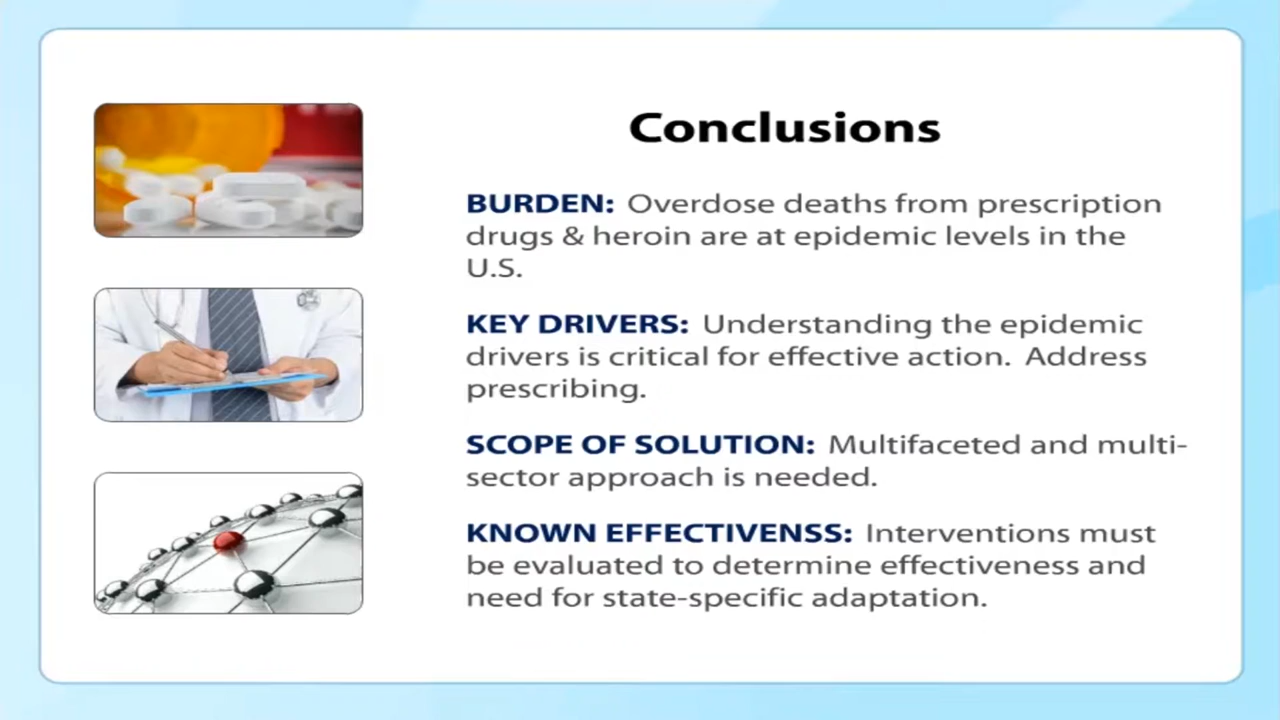 Conclusions
BURDEN: Overdose deaths from prescription
drugs & heroin are at epidemic levels in the
U.S.
KEY DRIVERS: Understanding the epidemic
drivers is critical for effective action. Address
prescribing.
SCOPE OF SOLUTION: Multifaceted and multi-
sector approach is needed.
KNOWN EFFECTIVENSS: Interventions must
be evaluated to determine effectiveness and
need for state-specific adaptation.